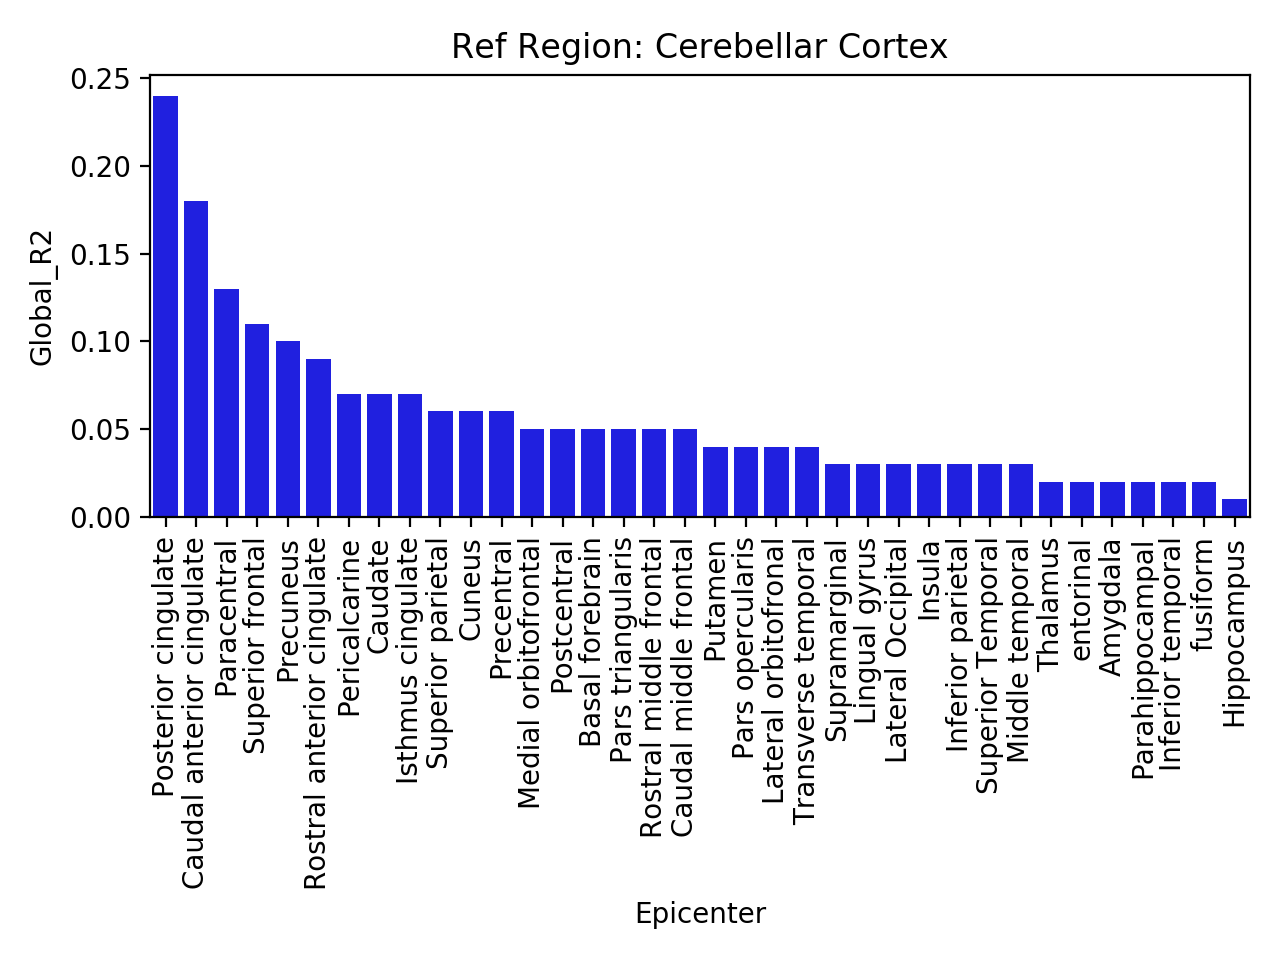 Ref Region: Cerebellar Cortex
0.25
0.20
0.15
0.10
0.05
0.00
Global_R2
Posterior cingulate
Caudal anterior cingulate
Paracentral
Superior frontal
Precuneus
Rostral anterior cingulate
Pericalcarine
Caudate
Isthmus cingulate
Superior parietal
Cuneus
Precentral
Medial orbitofrontal
Postcentral
Basal forebrain
Pars triangularis
Rostral middle frontal
Caudal middle frontal
Putamen
Pars opercularis
Lateral orbitofronal
Transverse temporal
Supramarginal
Lingual gyrus
Lateral Occipital
Insula
Inferior parietal
Superior Temporal
Middle temporal
Thalamus
entorinal
Amygdala
Parahippocampal
Inferior temporal
fusiform
Hippocampus
Epicenter